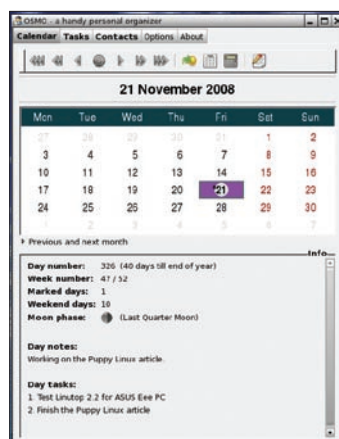 OSMO - a handy personal organizer
Calendar Tasks Contacts Options About
21 November 2008
Mon Tue Wed Thu Fri Sat Sun
27 28 29 30 31 1 2
3 4 5 6 7 8 9
10 11 12 13 14 15 16
17 18 19 20 *21 22 23
24 25 26 27 28 29 30
1 2 3 4 5 6 7
Previous and next month
Info
Day number: 326 (40 days till end of year)
Week number: 47 / 52
Marked days: 1
Weekend days: 10
Moon phase: (Last Quarter Moon)
Day notes:
Working on the Puppy Linux article.
Day tasks:
1. Test Linutop 2.2 for ASUS Eee PC
2. Finish the Puppy Linux article